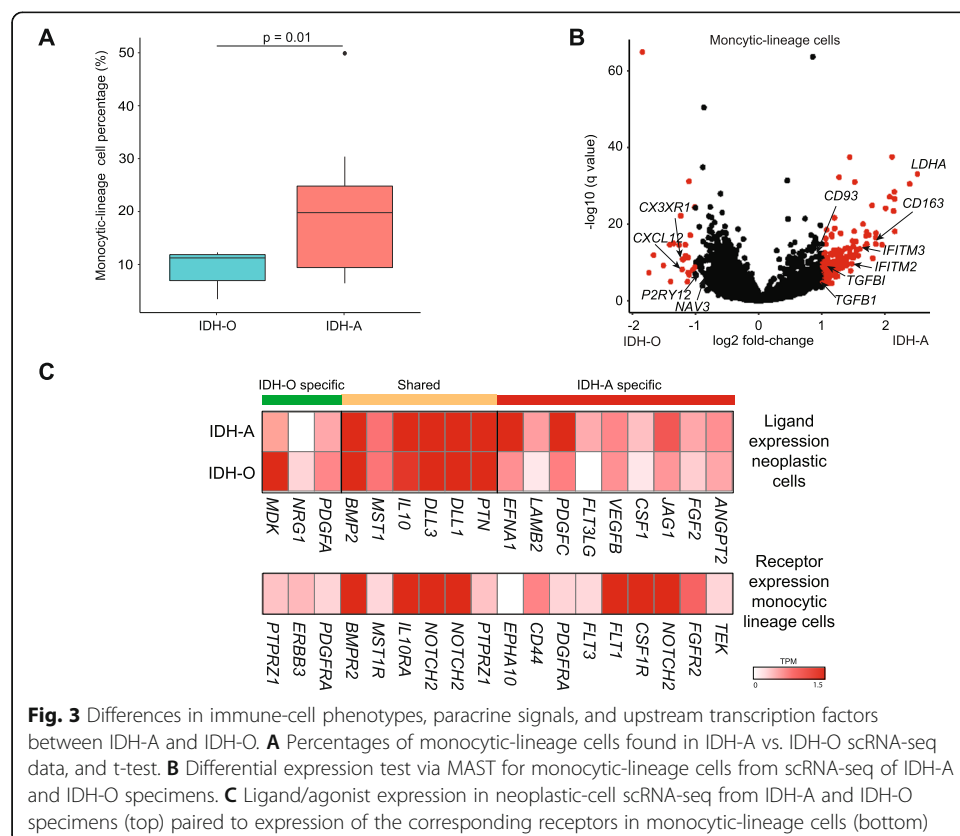 A
p = 0.01
Monocytic-lineage cell percentage (%)
50
40
30
20
10
IDH-O
IDH-A
B
Moncytic-lineage cells
-log10 (q value)
60
40
20
0
LDHA
CD93
CD163
CX3XR1
CXCL12
IFITM3
IFITM2
TGFBI
P2RY12
NAV3
TGFB1
-2
-1
0
1
2
IDH-O
log2 fold-change
IDH-A
C
IDH-O specific
Shared
IDH-A specific
IDH-A
IDH-O
Ligand
expression
neoplastic
cells
MDK
NRG1
PDGFA
BMP2
MST1
IL10
DLL3
DLL1
PTN
EFNA1
LAMB2
PDGFC
FLT3LG
VEGFB
CSF1
JAG1
FGF2
ANGPT2
Receptor
expression
monocytic
lineage cells
PTPRZ1
ERBB3
PDGFRA
BMPR2
MST1R
IL10RA
NOTCH2
NOTCH2
PTPRZ1
EPHA10
CD44
PDGFRA
FLT3
FLT1
CSF1R
NOTCH2
FGFR2
TEK
TPM
0
1.5
Fig. 3 Differences in immune-cell phenotypes, paracrine signals, and upstream transcription factors
between IDH-A and IDH-O. A Percentages of monocytic-lineage cells found in IDH-A vs. IDH-O scRNA-seq
data, and t-test. B Differential expression test via MAST for monocytic-lineage cells from scRNA-seq of IDH-A
and IDH-O specimens. C Ligand/agonist expression in neoplastic-cell scRNA-seq from IDH-A and IDH-O
specimens (top) paired to expression of the corresponding receptors in monocytic-lineage cells (bottom)